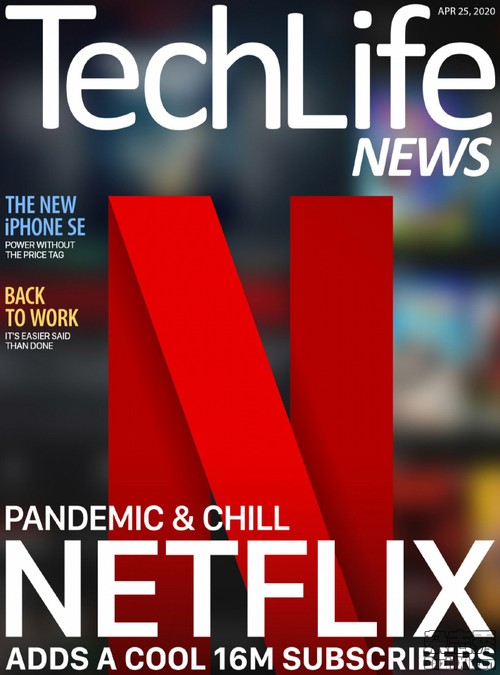 APR 25, 2020
TechLife
NEWS
THE NEW
iPHONE SE
POWER WITHOUT
THE PRICE TAG
BACK
TO WORK
IT'S EASIER SAID
THAN DONE
PANDEMIC & CHILL
NETFLIX
ADDS A COOL 16M SUBSCRIBERS